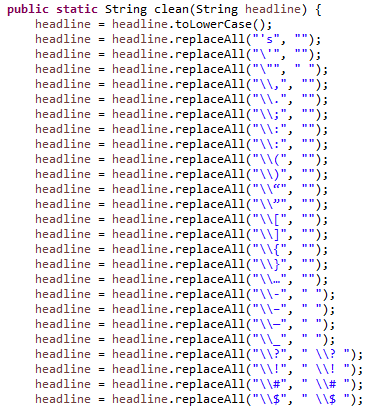 public static String clean(String headline) {
headline = headline.toLowerCase();
headline = headline.replaceAll("'s", "");
headline = headline.replaceAll("\'", "");
headline = headline.replaceAll("\"", " ");
headline = headline.replaceAll("\\,", "");
headline = headline.replaceAll("\\.", "");
headline = headline.replaceAll("\\;", "");
headline = headline.replaceAll("\\:", "");
headline = headline.replaceAll("\\:", "");
headline = headline.replaceAll("\\(", "");
headline = headline.replaceAll("\\)", "");
headline = headline.replaceAll("\\“", "");
headline = headline.replaceAll("\\”", "");
headline = headline.replaceAll("\\[", "");
headline = headline.replaceAll("\\]", "");
headline = headline.replaceAll("\\{", "");
headline = headline.replaceAll("\\}", "");
headline = headline.replaceAll("\\…", "");
headline = headline.replaceAll("\\-", " ");
headline = headline.replaceAll("\\–", " ");
headline = headline.replaceAll("\\—", " ");
headline = headline.replaceAll("\\_", " ");
headline = headline.replaceAll("\\?", " \\? ");
headline = headline.replaceAll("\\!", " \\! ");
headline = headline.replaceAll("\\#", " \\# ");
headline = headline.replaceAll("\\$", " \\$ ");